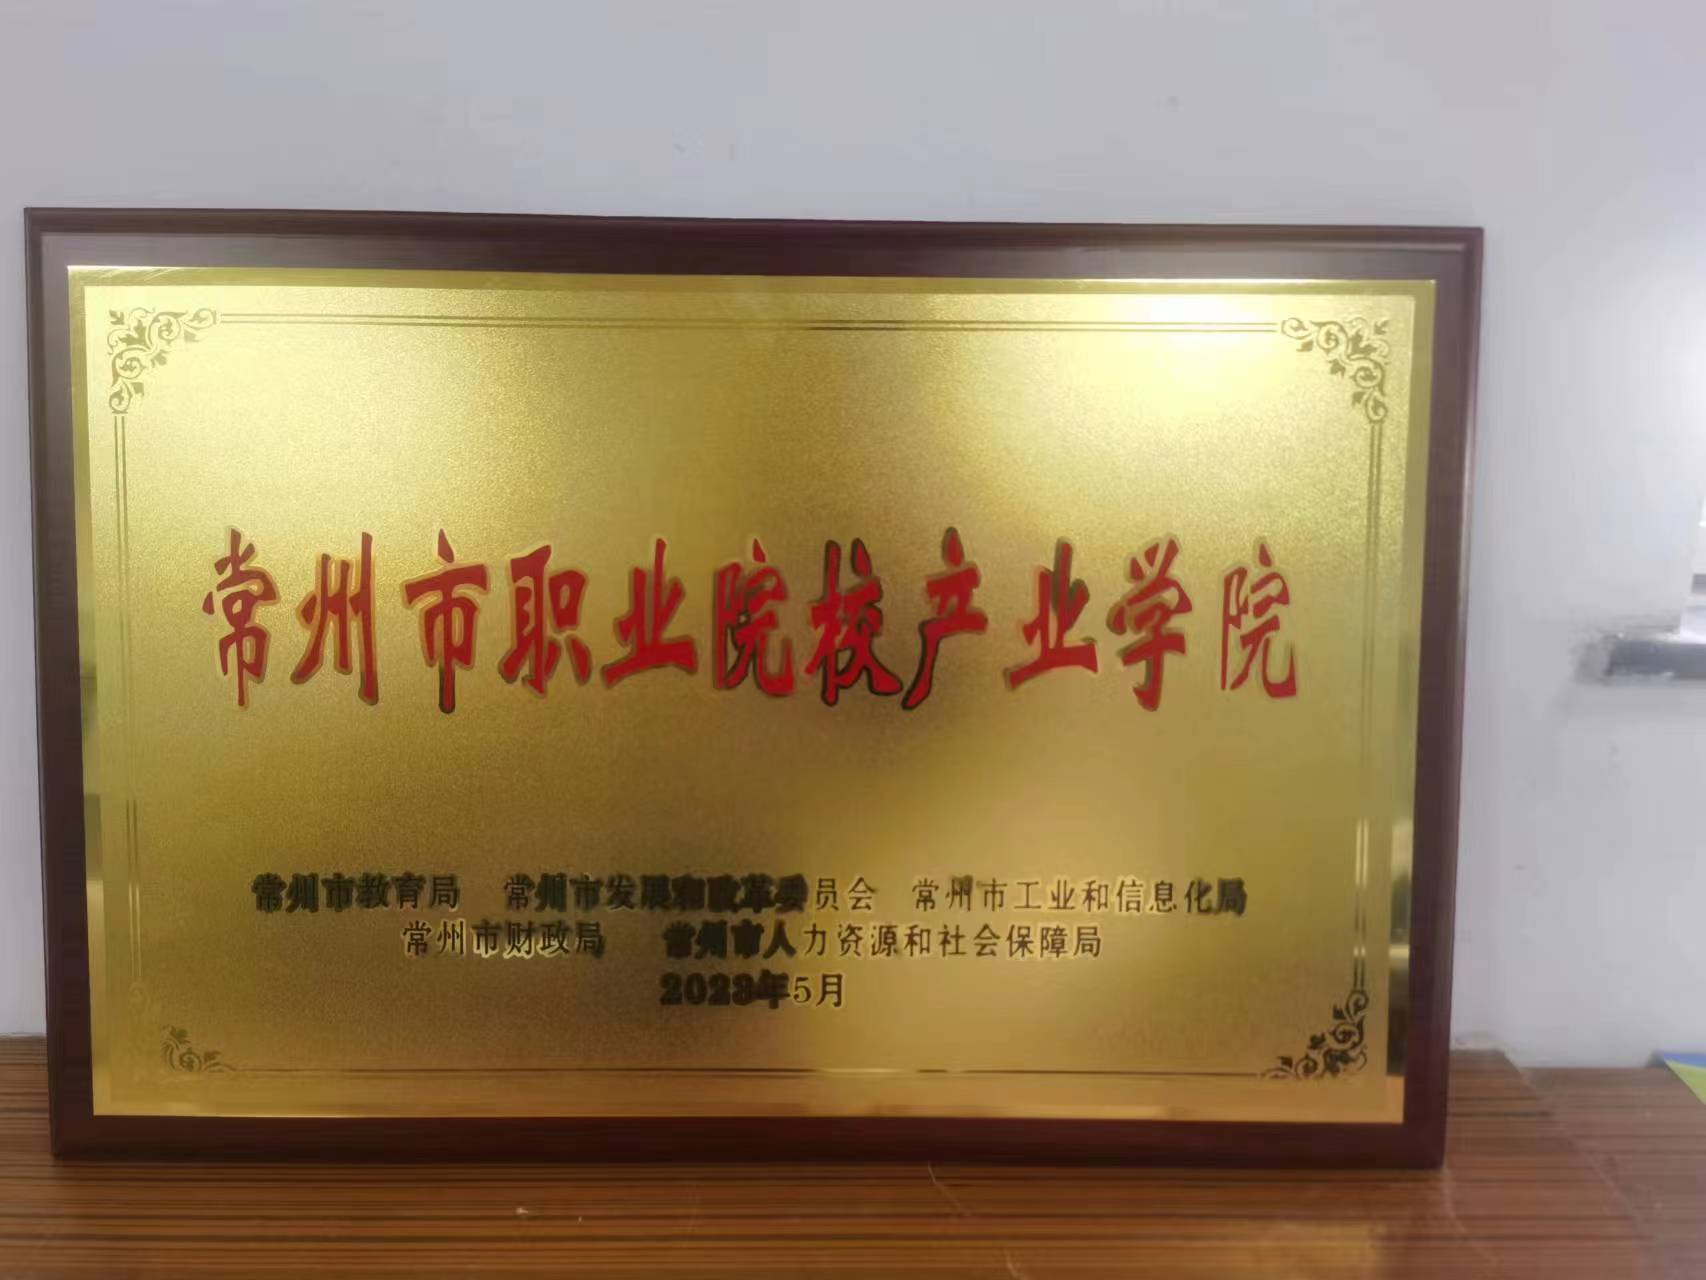 常州市职业院校产业学院
常州市教育局 常州市发展和改革委员会 常州市工业和信息化局
常州市财政局 常州市人力资源和社会保障局
2023年5月